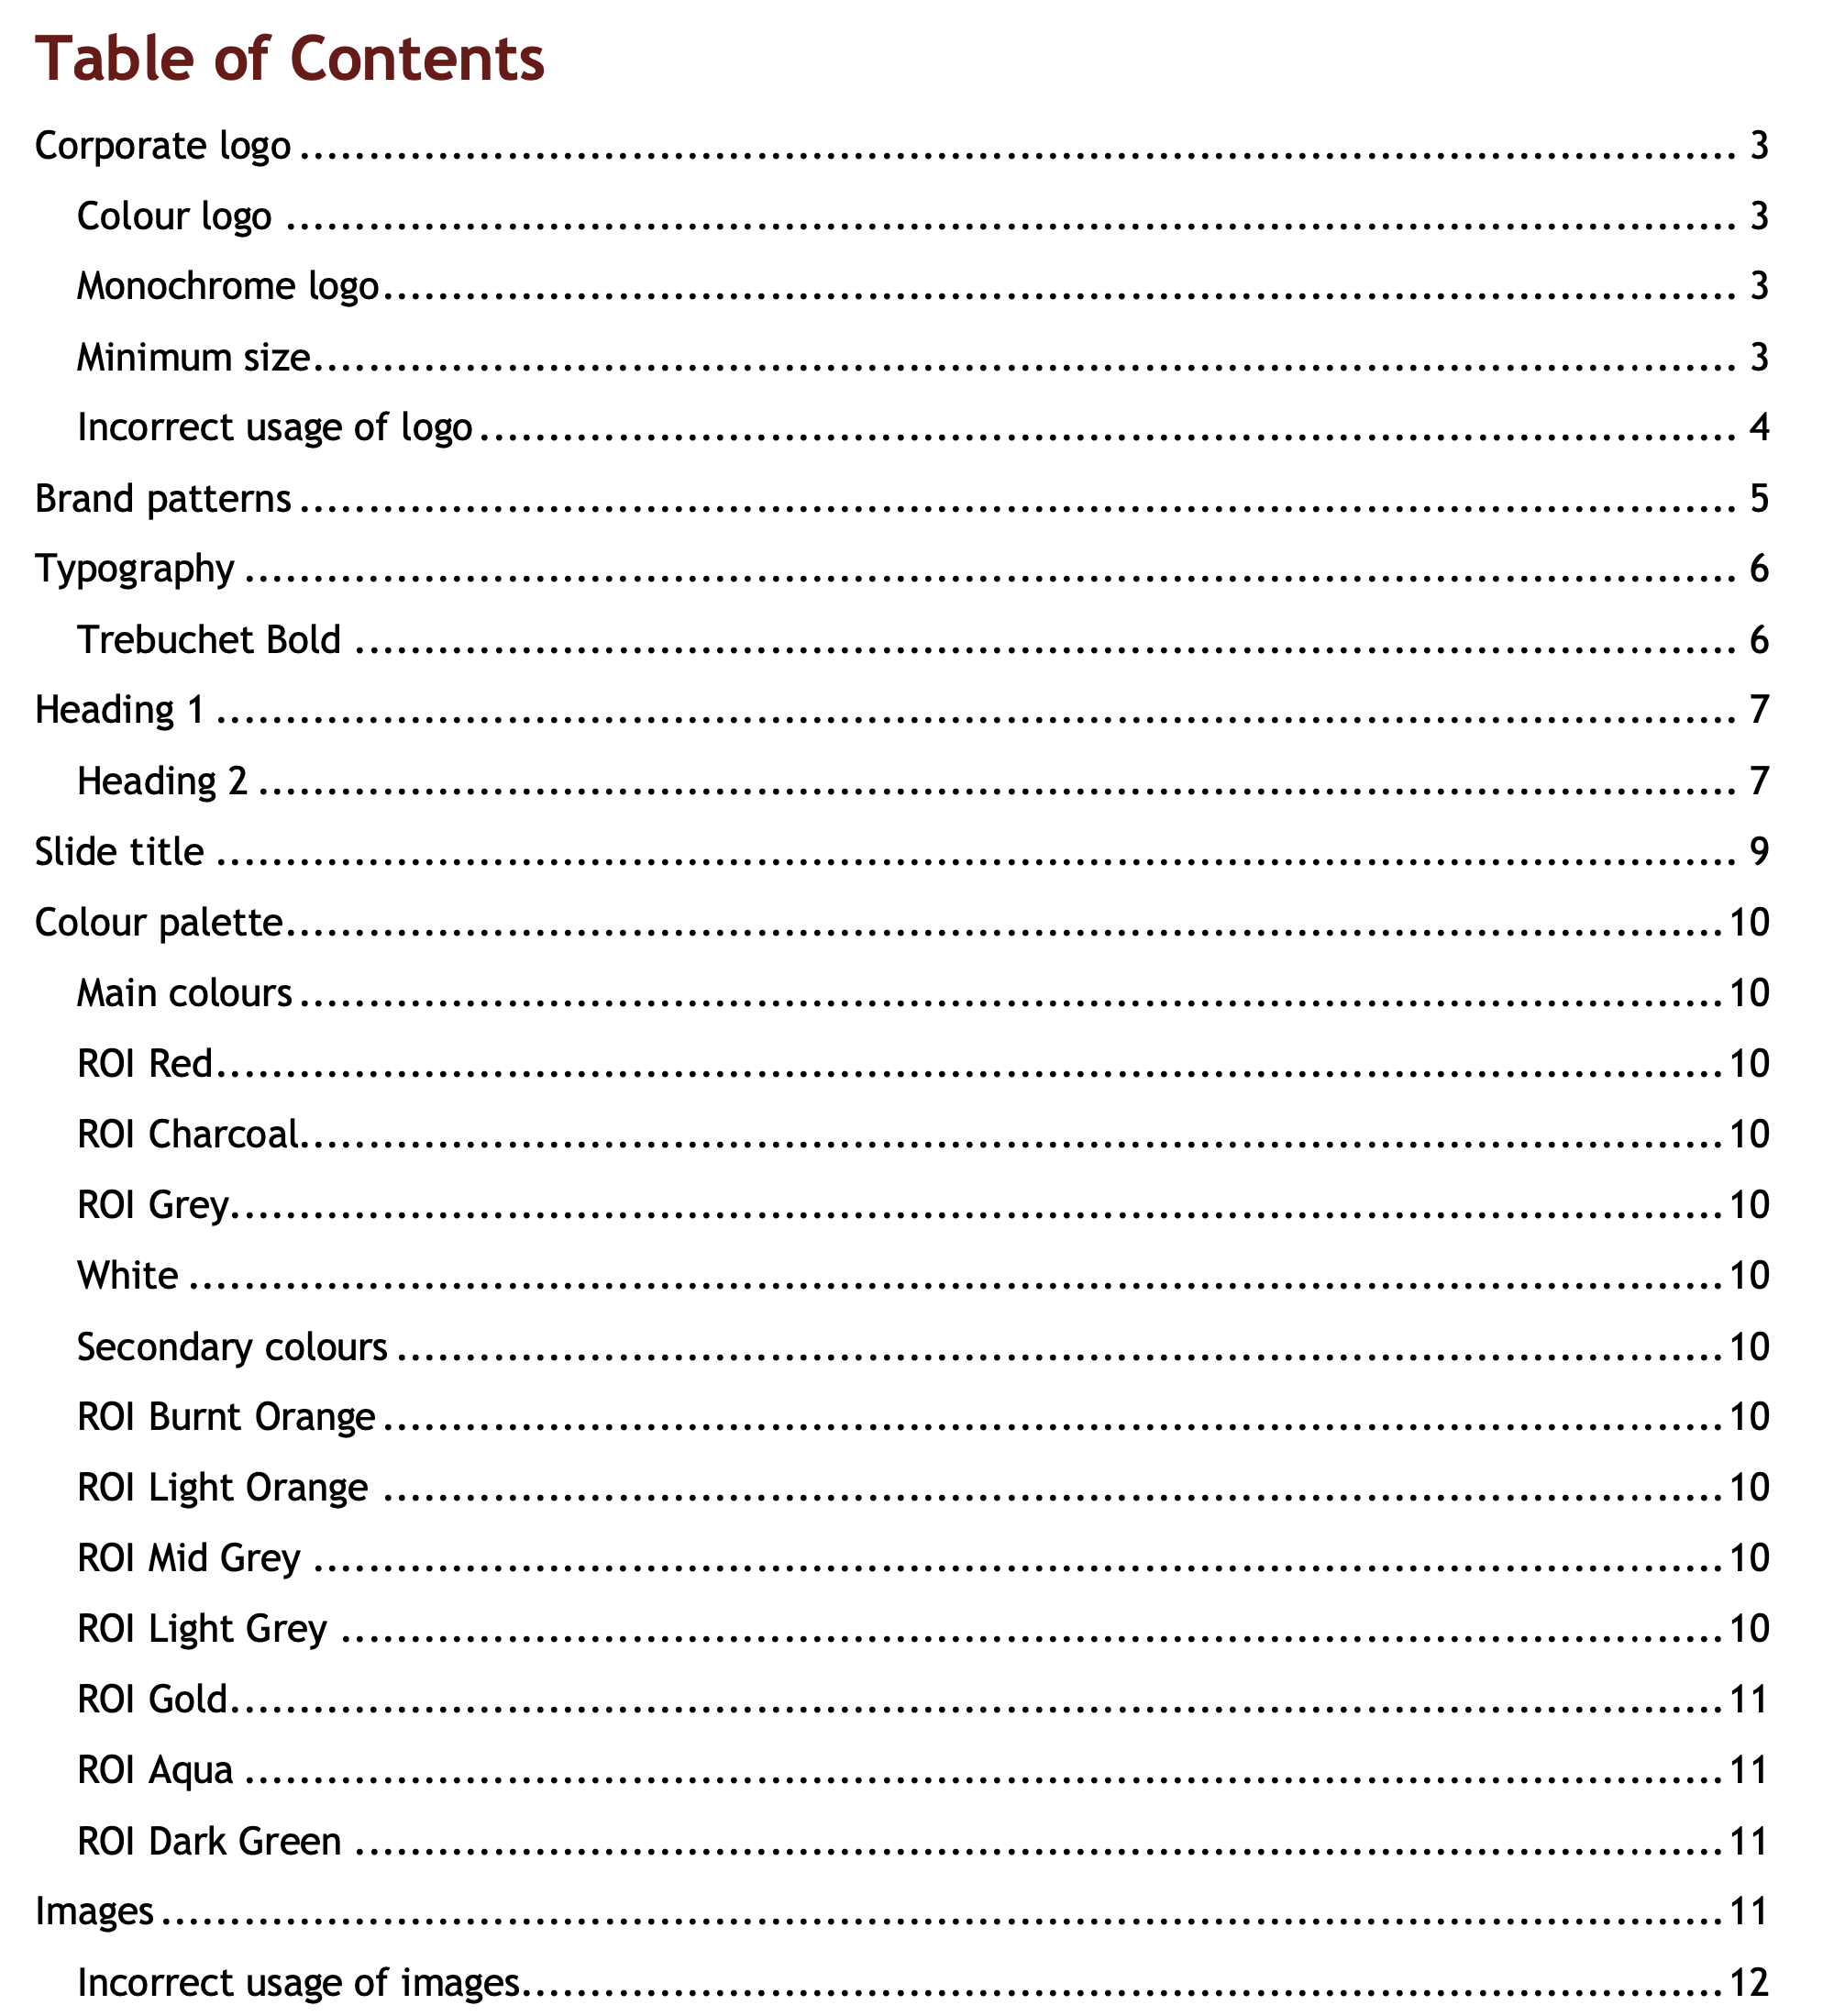 Table of Contents
Corporate logo ........................................ 3
Colour logo ........................................ 3
Monochrome logo ........................................ 3
Minimum size ........................................ 3
Incorrect usage of logo ........................................ 4
Brand patterns ........................................ 5
Typography ........................................ 6
Trebuchet Bold ........................................ 6
Heading 1 ........................................ 7
Heading 2 ........................................ 7
Slide title ........................................ 9
Colour palette ........................................ 10
Main colours ........................................ 10
ROI Red ........................................ 10
ROI Charcoal ........................................ 10
ROI Grey ........................................ 10
White ........................................ 10
Secondary colours ........................................ 10
ROI Burnt Orange ........................................ 10
ROI Light Orange ........................................ 10
ROI Mid Grey ........................................ 10
ROI Light Grey ........................................ 10
ROI Gold ........................................ 11
ROI Aqua ........................................ 11
ROI Dark Green ........................................ 11
Images ........................................ 11
Incorrect usage of images ........................................ 12